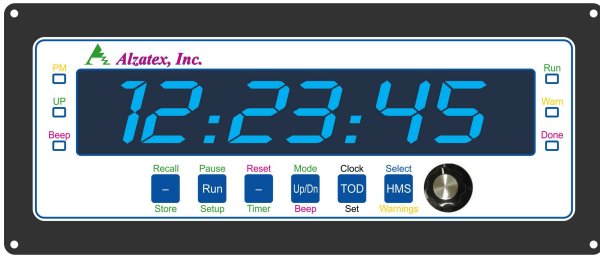 Alzatex, Inc.
PM
UP
Beep
12:23:45
Run
Warn
Done
Recall Pause Reset Mode Clock Select
– Run – Up/Dn TOD HMS
Store Setup Timer Beep Set Warnings